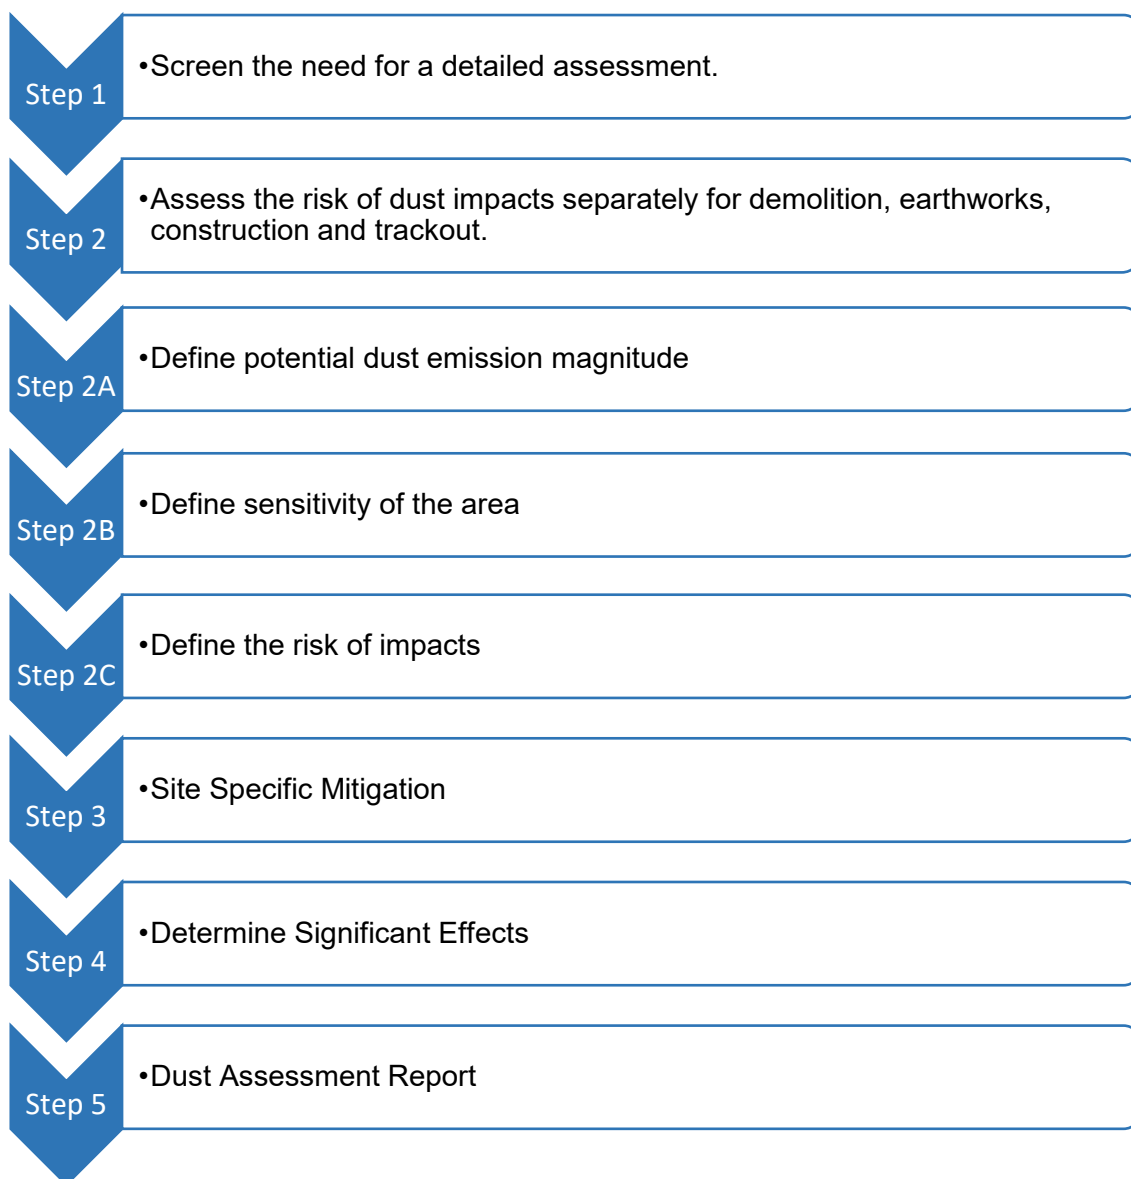 Step 1
•Screen the need for a detailed assessment.
Step 2
•Assess the risk of dust impacts separately for demolition, earthworks,
construction and trackout.
Step 2A
•Define potential dust emission magnitude
Step 2B
•Define sensitivity of the area
Step 2C
•Define the risk of impacts
Step 3
•Site Specific Mitigation
Step 4
•Determine Significant Effects
Step 5
•Dust Assessment Report